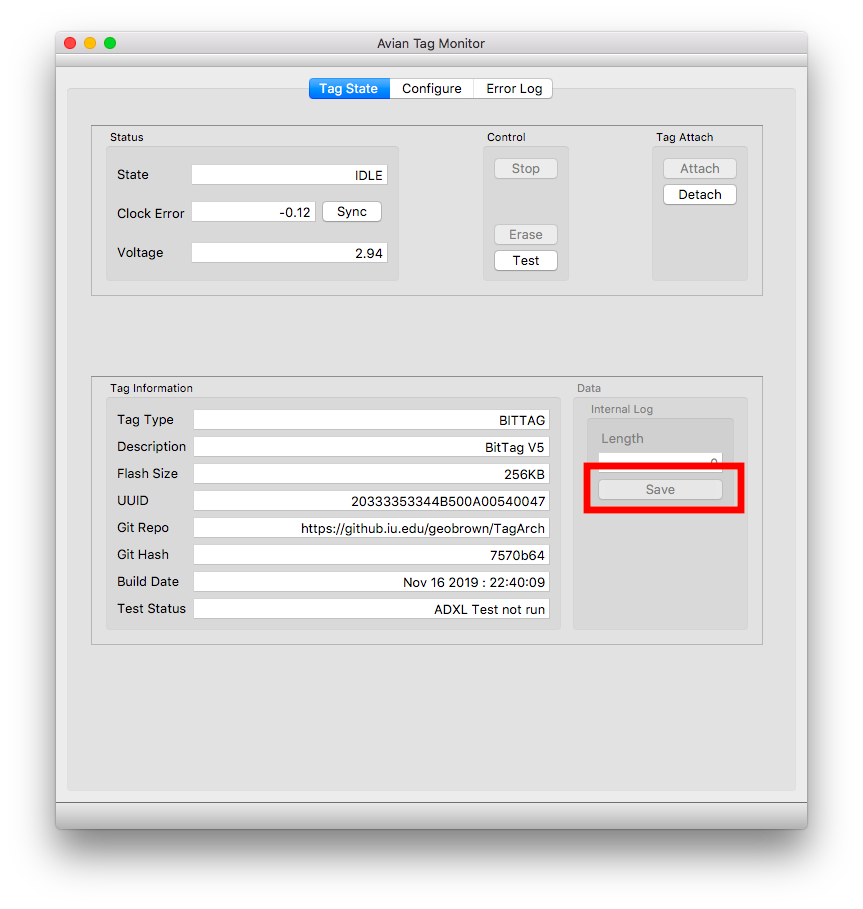 Avian Tag Monitor
Tag State Configure Error Log
Status
State IDLE
Clock Error -0.12 Sync
Voltage 2.94
Control
Stop
Erase
Test
Tag Attach
Attach
Detach
Tag Information
Tag Type BITTAG
Description BitTag V5
Flash Size 256KB
UUID 20333353344B500A00540047
Git Repo https://github.iu.edu/geobrown/TagArch
Git Hash 7570b64
Build Date Nov 16 2019 : 22:40:09
Test Status ADXL Test not run
Data
Internal Log
Length
Save